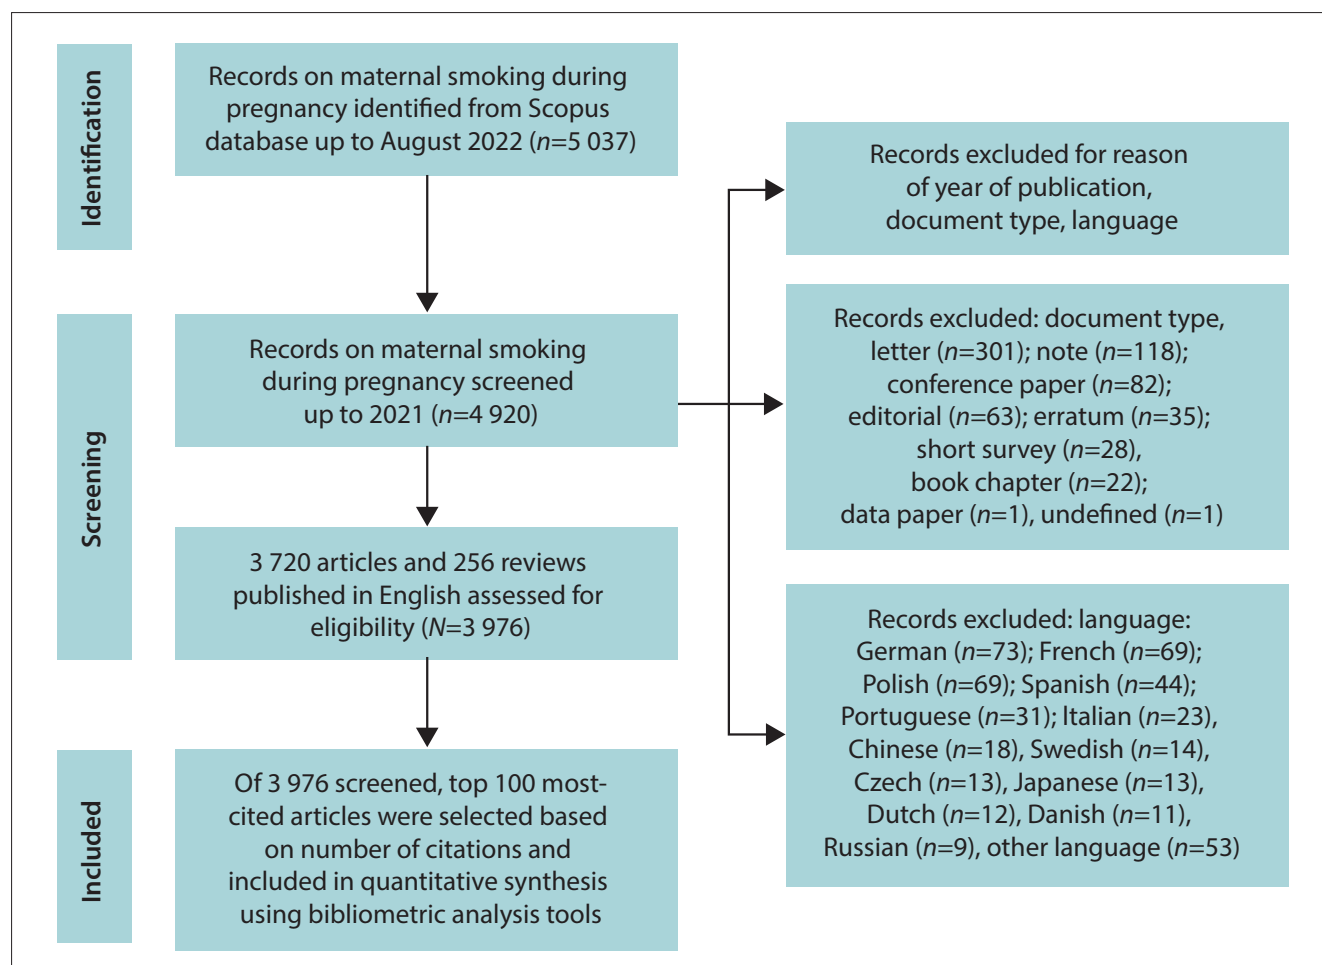 Identification
Records on maternal smoking during
pregnancy identified from Scopus
database up to August 2022 (n=5 037)
Records excluded for reason
of year of publication,
document type, language
Screening
Records on maternal smoking
during pregnancy screened
up to 2021 (n=4 920)
Records excluded: document type,
letter (n=301); note (n=118);
conference paper (n=82);
editorial (n=63); erratum (n=35);
short survey (n=28),
book chapter (n=22);
data paper (n=1), undefined (n=1)
3 720 articles and 256 reviews
published in English assessed for
eligibility (N=3 976)
Records excluded: language:
German (n=73); French (n=69);
Polish (n=69); Spanish (n=44);
Portuguese (n=31); Italian (n=23),
Chinese (n=18), Swedish (n=14),
Czech (n=13), Japanese (n=13),
Dutch (n=12), Danish (n=11),
Russian (n=9), other language (n=53)
Included
Of 3 976 screened, top 100 most-
cited articles were selected based
on number of citations and
included in quantitative synthesis
using bibliometric analysis tools